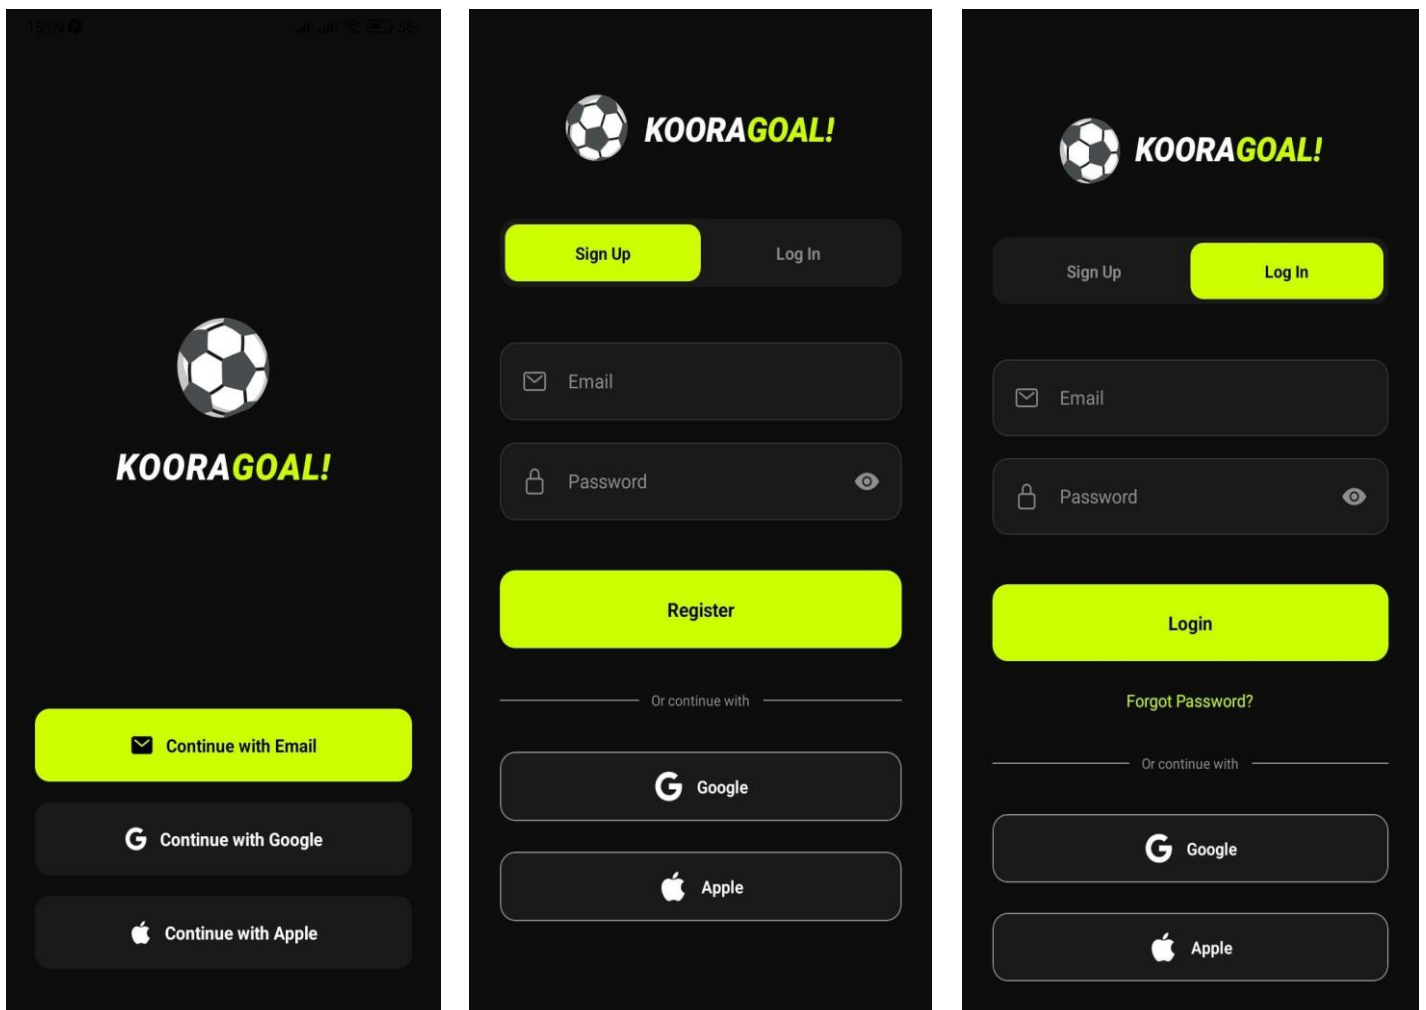 15:09
KOORAGOAL!
Continue with Email
Continue with Google
Continue with Apple
KOORAGOAL!
Sign Up
Log In
Email
Password
Register
Or continue with
Google
Apple
KOORAGOAL!
Sign Up
Log In
Email
Password
Login
Forgot Password?
Or continue with
Google
Apple